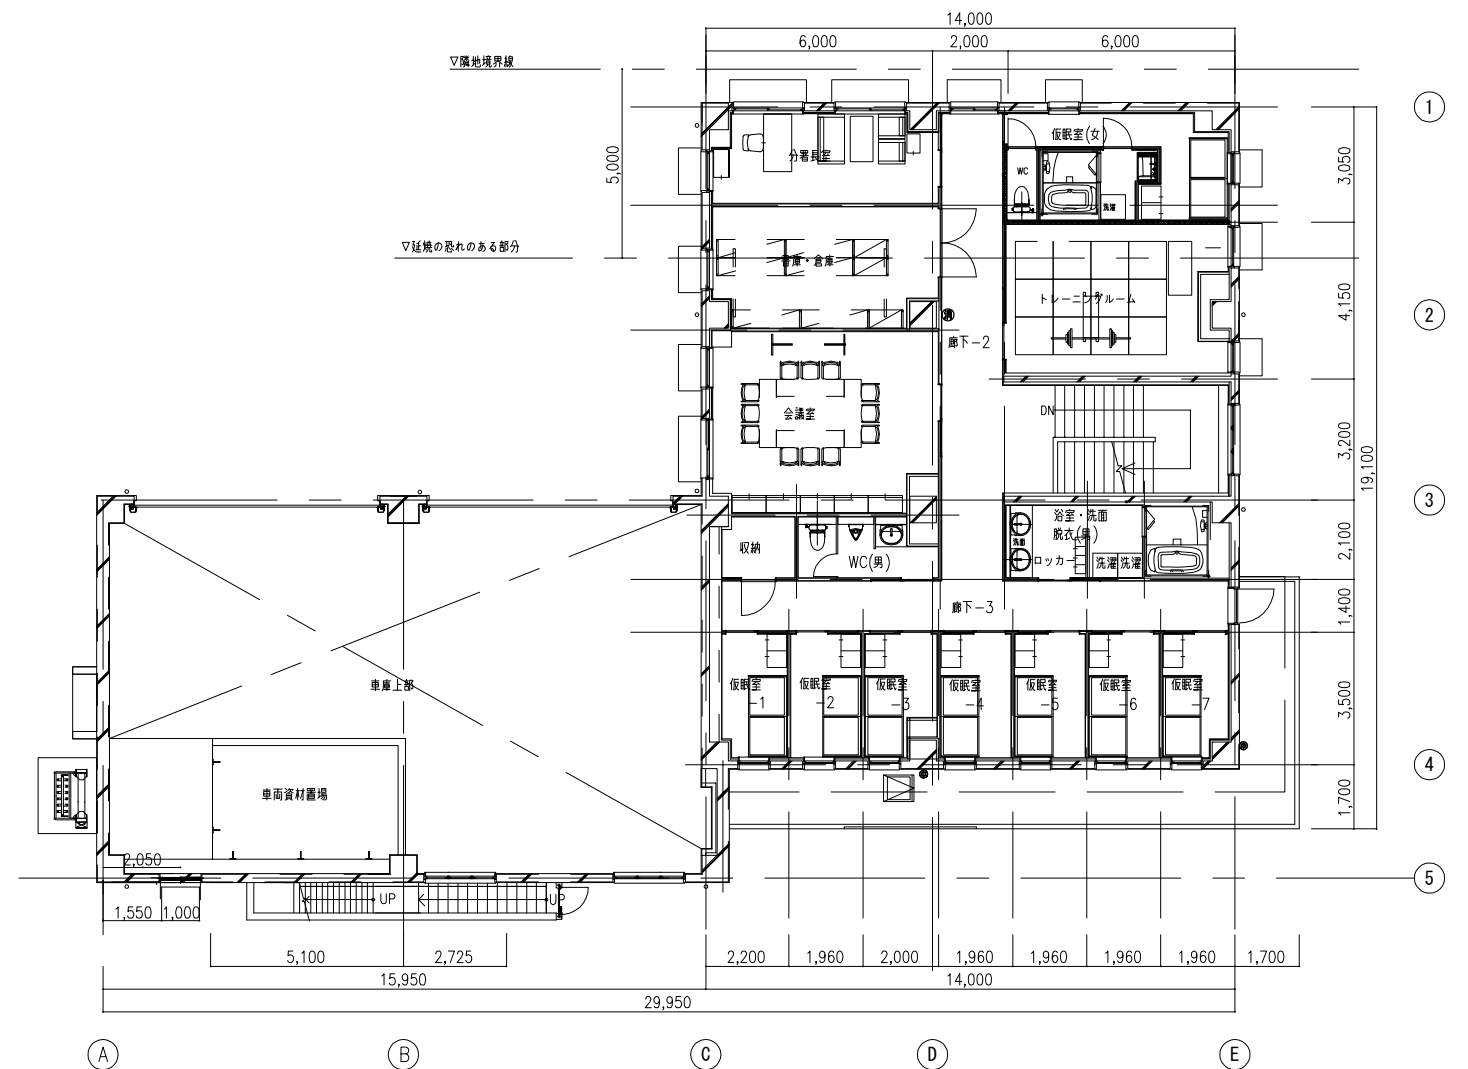 14,000
6,000
2,000
6,000
▽隣地境界線
1
5,000
3,050
仮眠室(女)
分署長室
WC
洗濯
▽延焼の恐れのある部分
書庫・倉庫
4,150
トレーニングルーム
2
廊下-2
会議室
DN
3,200
19,100
3
浴室・洗面
脱衣(男)
洗面
収納
WC(男)
ロッカー
洗濯
洗濯
2,100
廊下-3
1,400
車庫上部
仮眠室
-1
仮眠室
-2
仮眠室
-3
仮眠室
-4
仮眠室
-5
仮眠室
-6
仮眠室
-7
3,500
4
車両資材置場
1,700
2,050
5
UP
UP
1,550
1,000
5,100
2,725
2,200
1,960
2,000
1,960
1,960
1,960
1,960
1,700
15,950
14,000
29,950
A
B
C
D
E